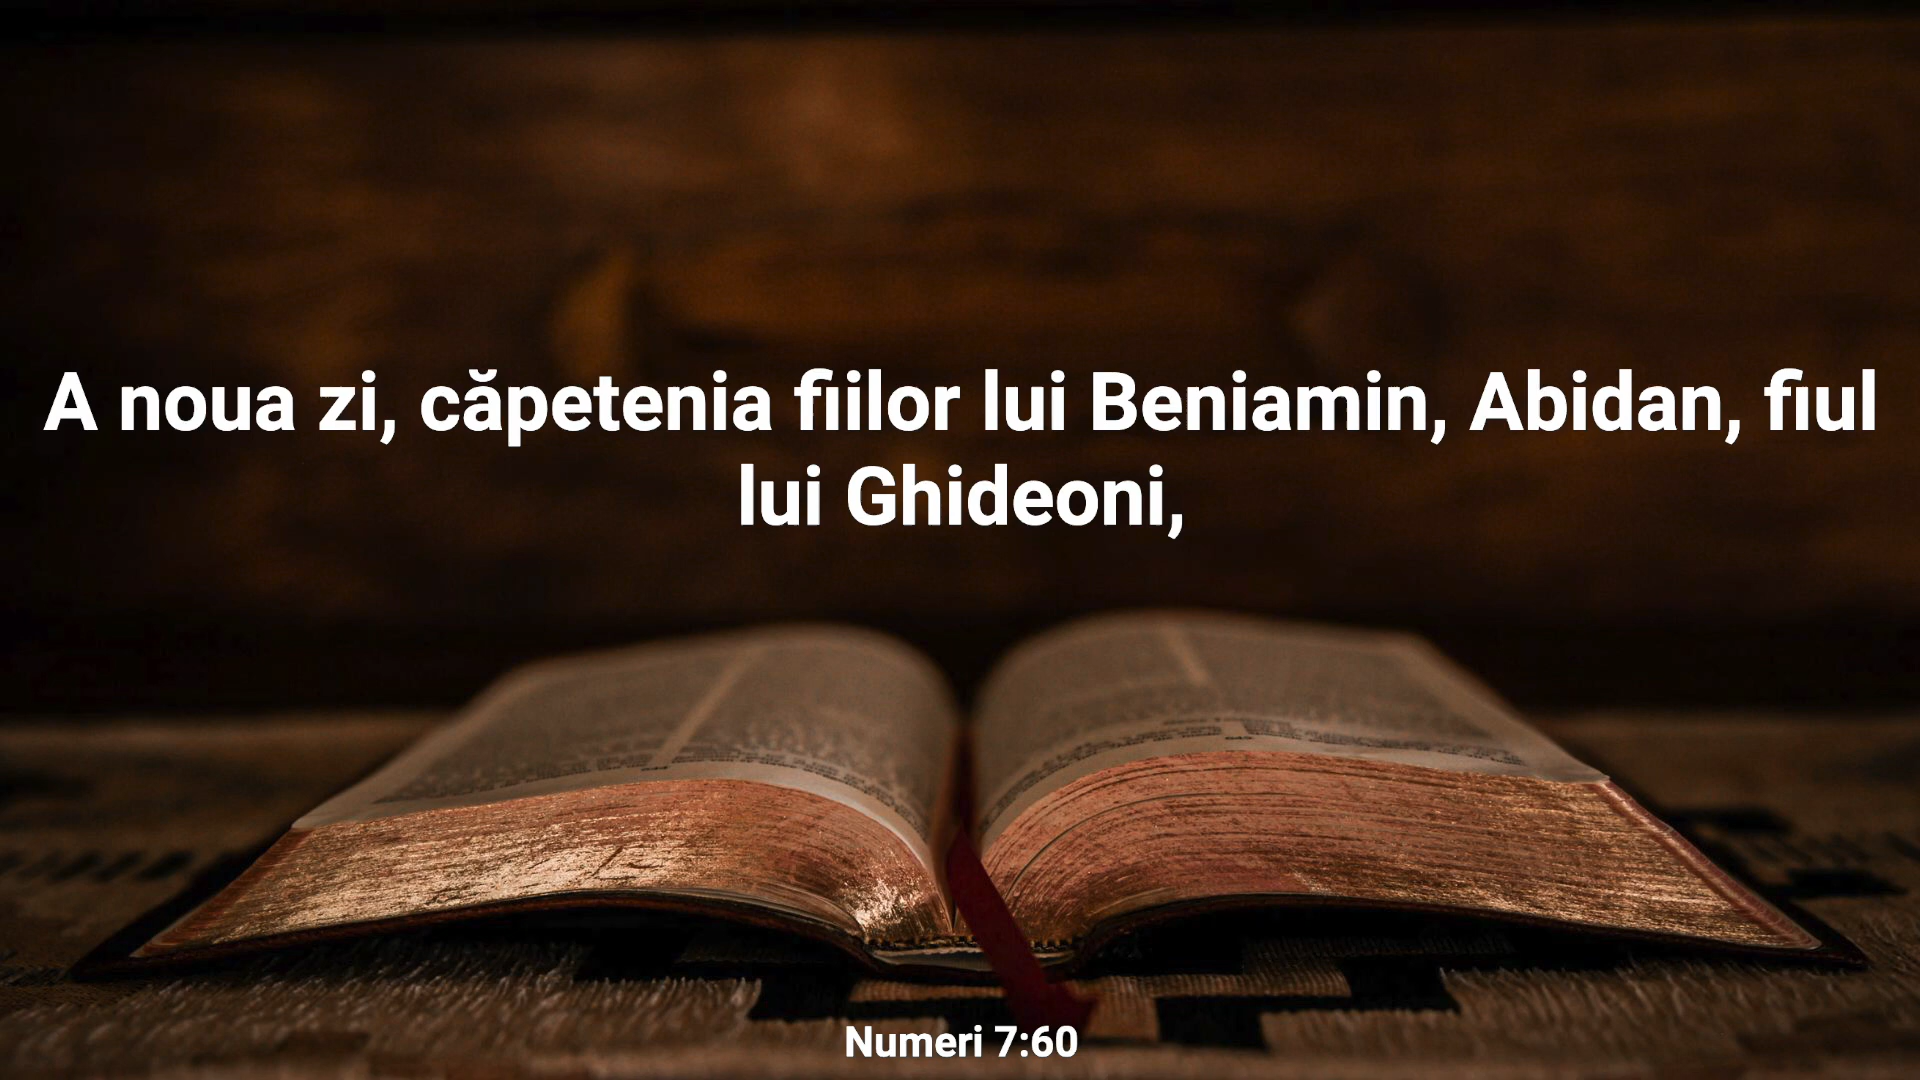 A noua zi, căpetenia fiilor lui Beniamin, Abidan, fiul
lui Ghideoni,
Numeri 7:60